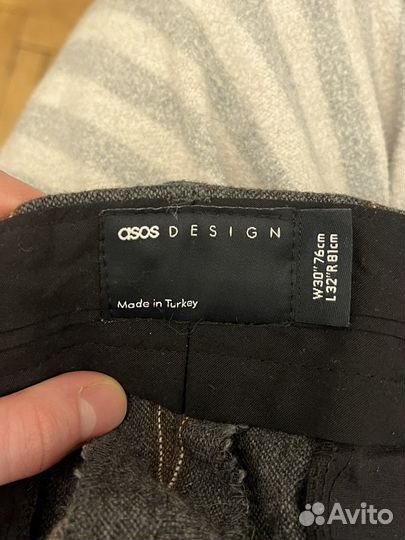 asos DESIGN
Made in Turkey
W30" 76cm
L32"R 81cm
Avito